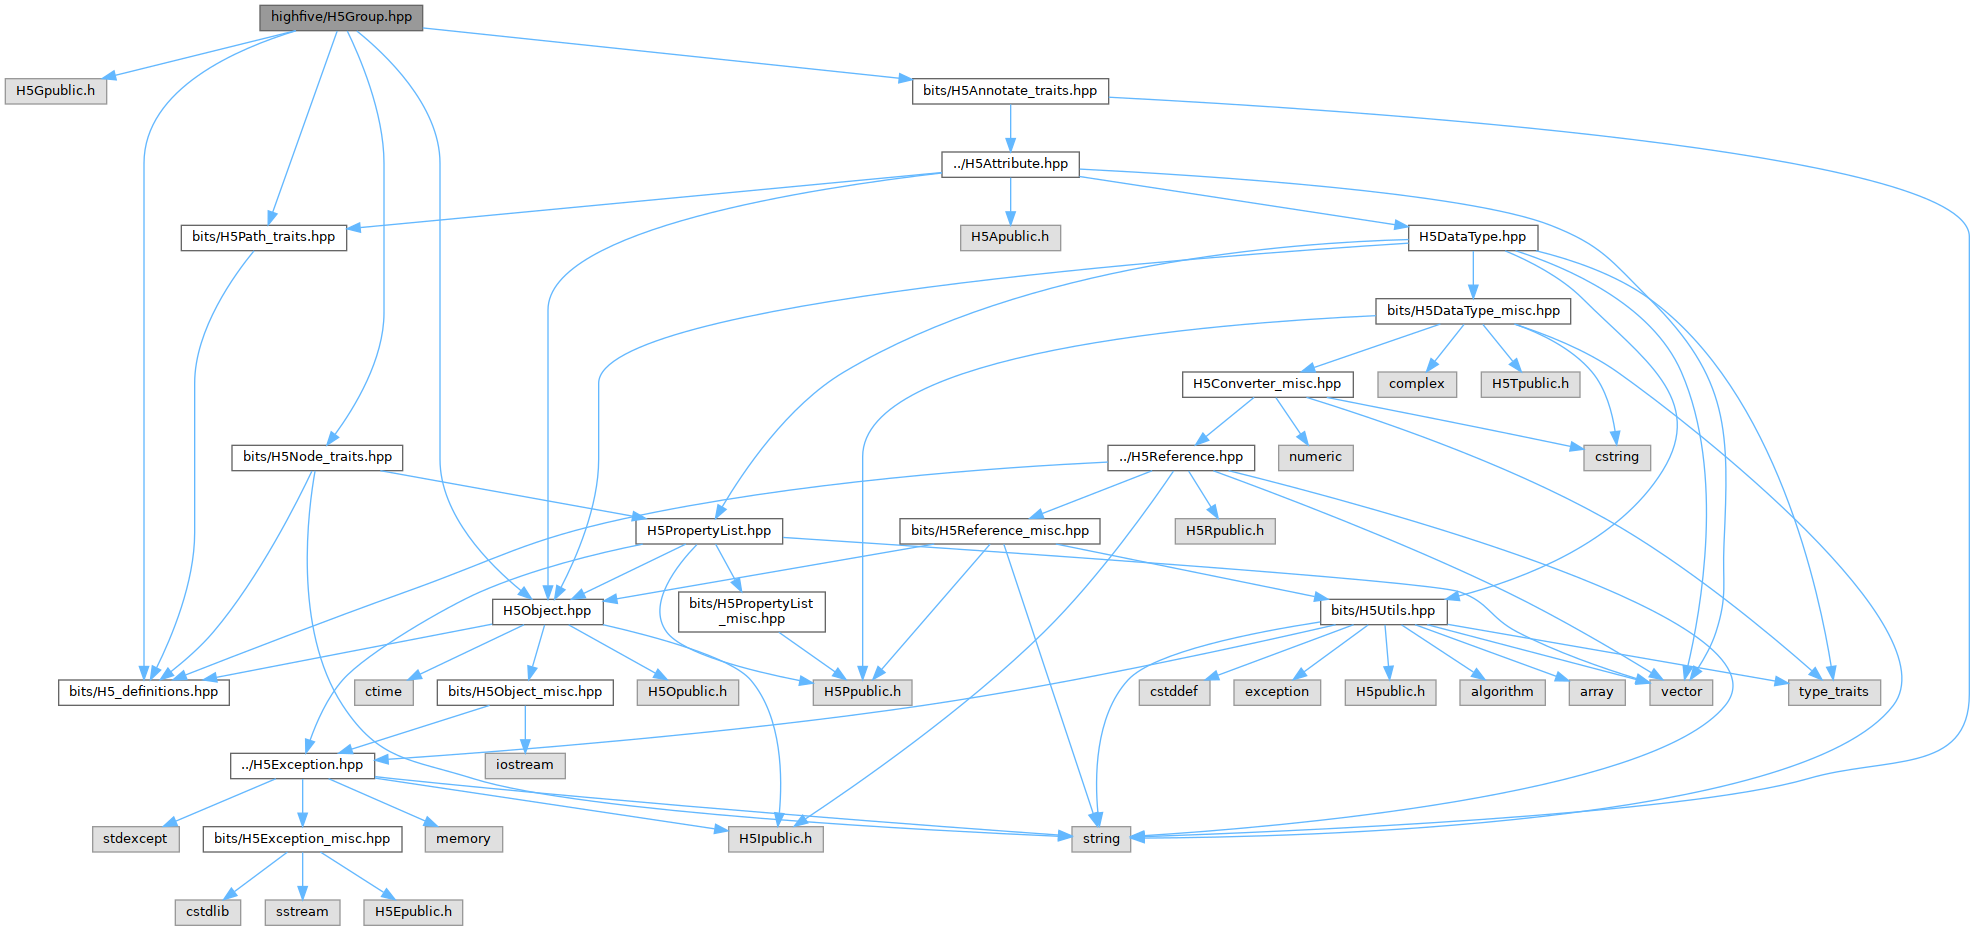 highfive/H5Group.hpp
H5Gpublic.h
bits/H5Annotate_traits.hpp
../H5Attribute.hpp
bits/H5Path_traits.hpp
H5Apublic.h
H5DataType.hpp
bits/H5DataType_misc.hpp
H5Converter_misc.hpp
complex
H5Tpublic.h
bits/H5Node_traits.hpp
../H5Reference.hpp
numeric
cstring
H5PropertyList.hpp
bits/H5Reference_misc.hpp
H5Rpublic.h
H5Object.hpp
bits/H5PropertyList
_misc.hpp
bits/H5Utils.hpp
bits/H5_definitions.hpp
ctime
bits/H5Object_misc.hpp
H5Opublic.h
H5Ppublic.h
cstddef
exception
H5public.h
algorithm
array
vector
type_traits
../H5Exception.hpp
iostream
stdexcept
bits/H5Exception_misc.hpp
memory
H5Ipublic.h
string
cstdlib
sstream
H5Epublic.h